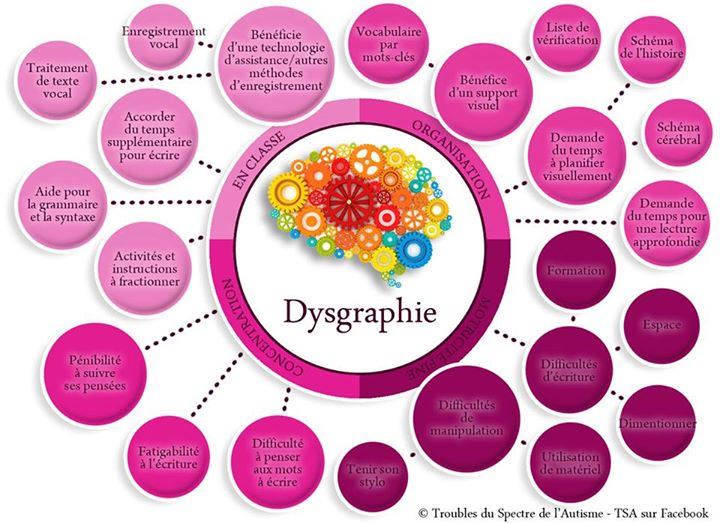 Enregistrement
vocal
Traitement
de texte
vocal
Bénéficie
d'une technologie
d'assistance/autres
méthodes
d'enregistrement
Accorder
du temps
supplémentaire
pour écrire
Aide pour
la grammaire
et la syntaxe
Activités et
instructions
à fractionner
EN CLASSE
Vocabulaire
par
mots-clés
Bénéfice
d'un support
visuel
Liste de
vérification
Schéma
de l'histoire
Demande
du temps
à planifier
visuellement
Schéma
cérébral
Demande
du temps pour
une lecture
approfondie
ORGANISATION
Dysgraphie
CONCENTRATION
Pénibilité
à suivre
ses pensées
Fatigabilité
à l'écriture
Difficulté
à penser
aux mots
à écrire
MOTRICITÉ FINE
Formation
Espace
Difficultés
d'écriture
Dimentionner
Difficultés
de
manipulation
Tenir son
stylo
Utilisation
de matériel
© Troubles du Spectre de l'Autisme - TSA sur Facebook